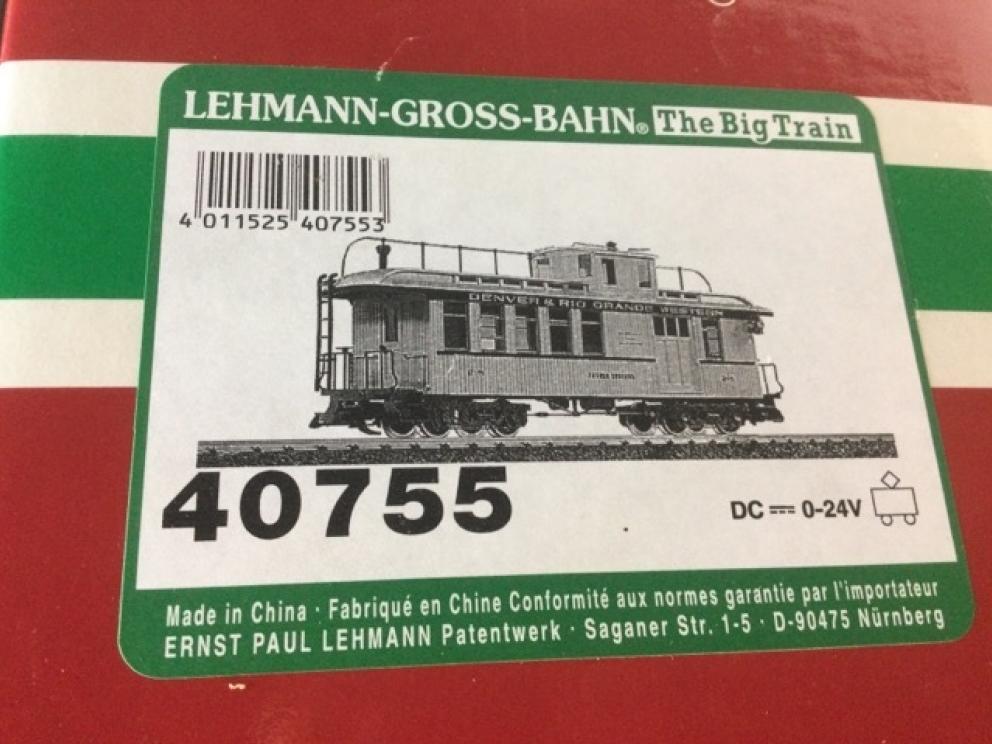 LEHMANN-GROSS-BAHN® The Big Train
4 011525 407553
DENVER & RIO GRANDE WESTERN
40755
DC 0-24V
Made in China · Fabriqué en Chine Conformité aux normes garantie par l'importateur
ERNST PAUL LEHMANN Patentwerk · Saganer Str. 1-5 · D-90475 Nürnberg